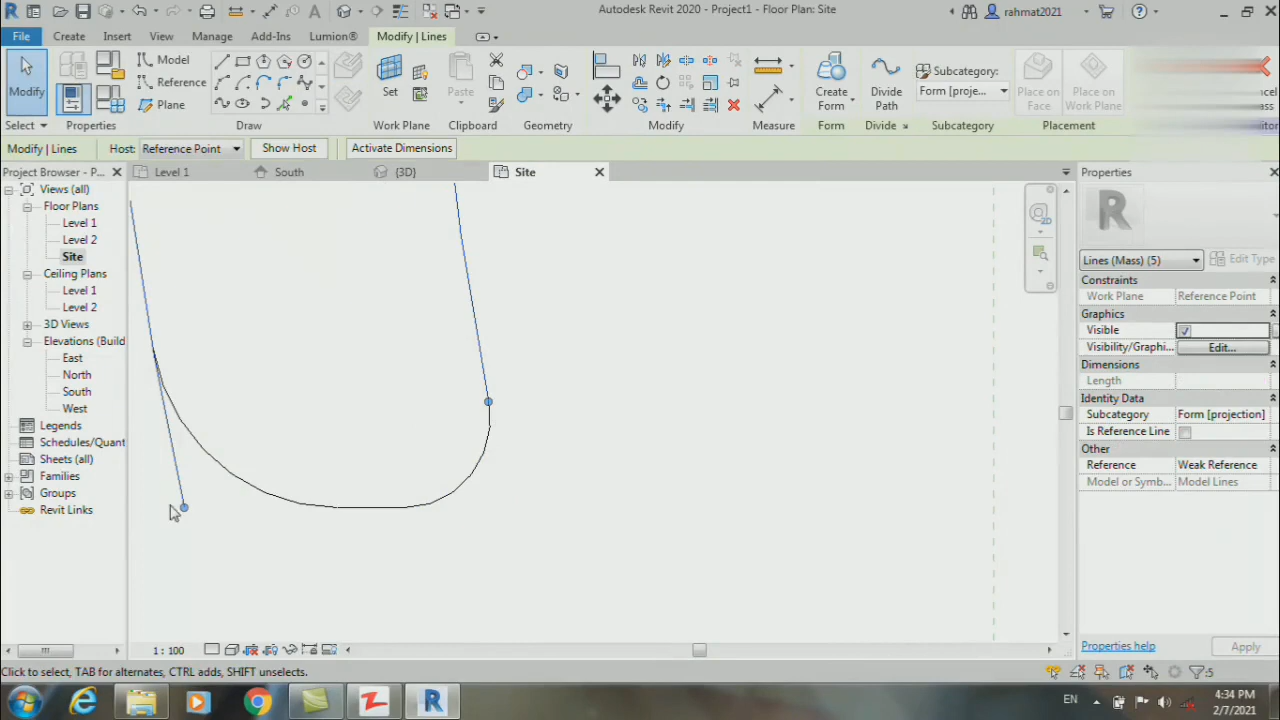 Autodesk Revit 2020 - Project1 - Floor Plan: Site
rahmat2021
File Create Insert View Manage Add-Ins Lumion® Modify | Lines
Modify
Model
Reference
Plane
Set
Paste
Create Form
Divide Path
Subcategory:
Form [proje...
Place on Face
Place on Work Plane
Select Properties Draw Work Plane Clipboard Geometry Modify Measure Form Divide Subcategory Placement
Modify | Lines Host: Reference Point Show Host Activate Dimensions
Project Browser - P...
Level 1 South {3D} Site
Properties
Views (all)
Floor Plans
Level 1
Level 2
Site
Ceiling Plans
Level 1
Level 2
3D Views
Elevations (Build
East
North
South
West
Legends
Schedules/Quant
Sheets (all)
Families
Groups
Revit Links
2D
R
Lines (Mass) (5) Edit Type
Constraints
Work Plane Reference Point
Graphics
Visible
Visibility/Graphi... Edit...
Dimensions
Length
Identity Data
Subcategory Form [projection]
Is Reference Line
Other
Reference Weak Reference
Model or Symb... Model Lines
Properties help Apply
1 : 100
Click to select, TAB for alternates, CTRL adds, SHIFT unselects.
:5
EN
4:34 PM
2/7/2021